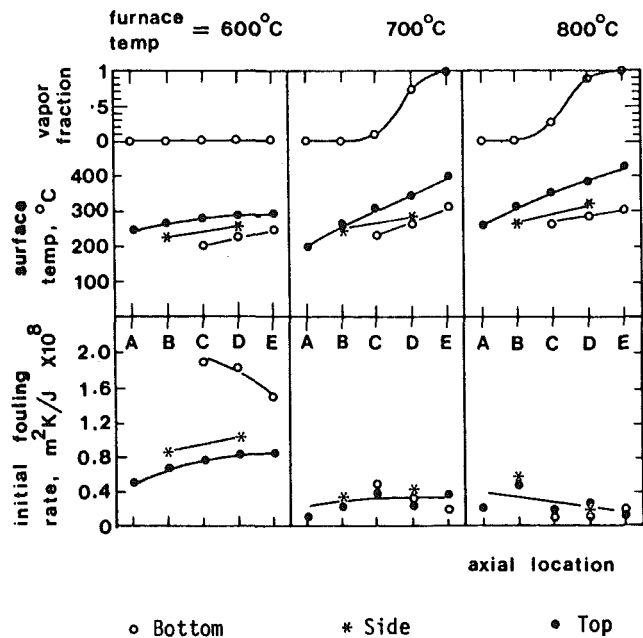 furnace temp = 600°C 700°C 800°C
vapor fraction
1
.5
0
surface temp, °C
400
300
200
100
A B C D E A B C D E A B C D E
initial fouling rate, m²K/J X10⁸
2.0
1.6
1.2
0.8
0.4
0
axial location
o Bottom * Side • Top